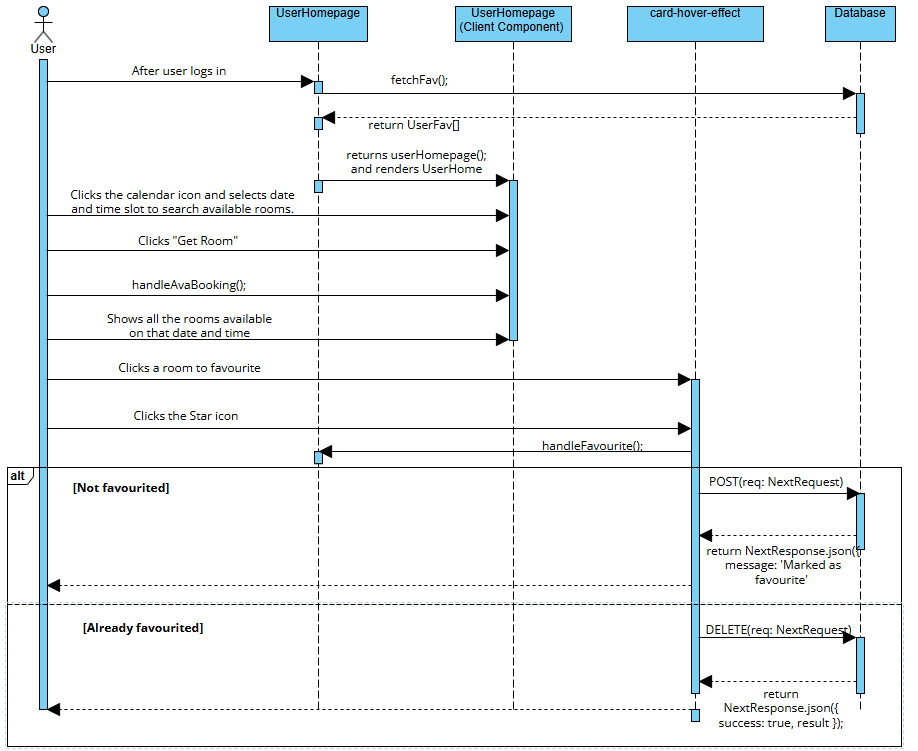 UserHomepage
UserHomepage
(Client Component)
card-hover-effect
Database
User
After user logs in
fetchFav();
return UserFav[]
returns userHomepage();
and renders UserHome
Clicks the calendar icon and selects date
and time slot to search available rooms.
Clicks "Get Room"
handleAvaBooking();
Shows all the rooms available
on that date and time
Clicks a room to favourite
Clicks the Star icon
handleFavourite();
alt
[Not favourited]
POST(req: NextRequest)
return NextResponse.json({
message: 'Marked as
favourite'
[Already favourited]
DELETE(req: NextRequest)
return
NextResponse.json({
success: true, result });